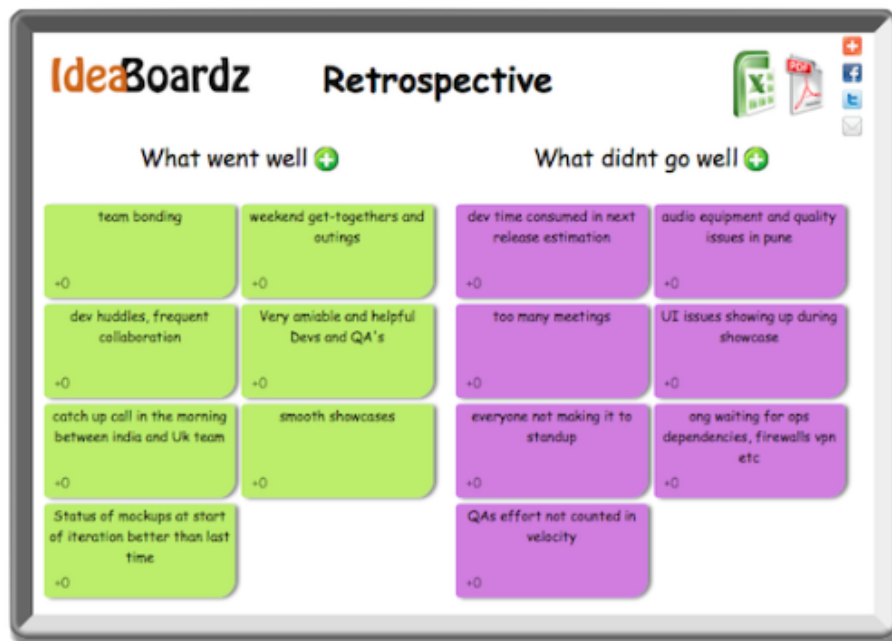 IdeaBoardz
Retrospective
PDF
What went well
What didnt go well
team bonding
+0
weekend get-togethers and
outings
+0
dev time consumed in next
release estimation
+0
audio equipment and quality
issues in pune
+0
dev huddles, frequent
collaboration
+0
Very amiable and helpful
Devs and QA's
+0
too many meetings
+0
UI issues showing up during
showcase
+0
catch up call in the morning
between india and Uk team
+0
smooth showcases
+0
everyone not making it to
standup
+0
ong waiting for ops
dependencies, firewalls vpn
etc
+0
Status of mockups at start
of iteration better than last
time
+0
QAs effort not counted in
velocity
+0